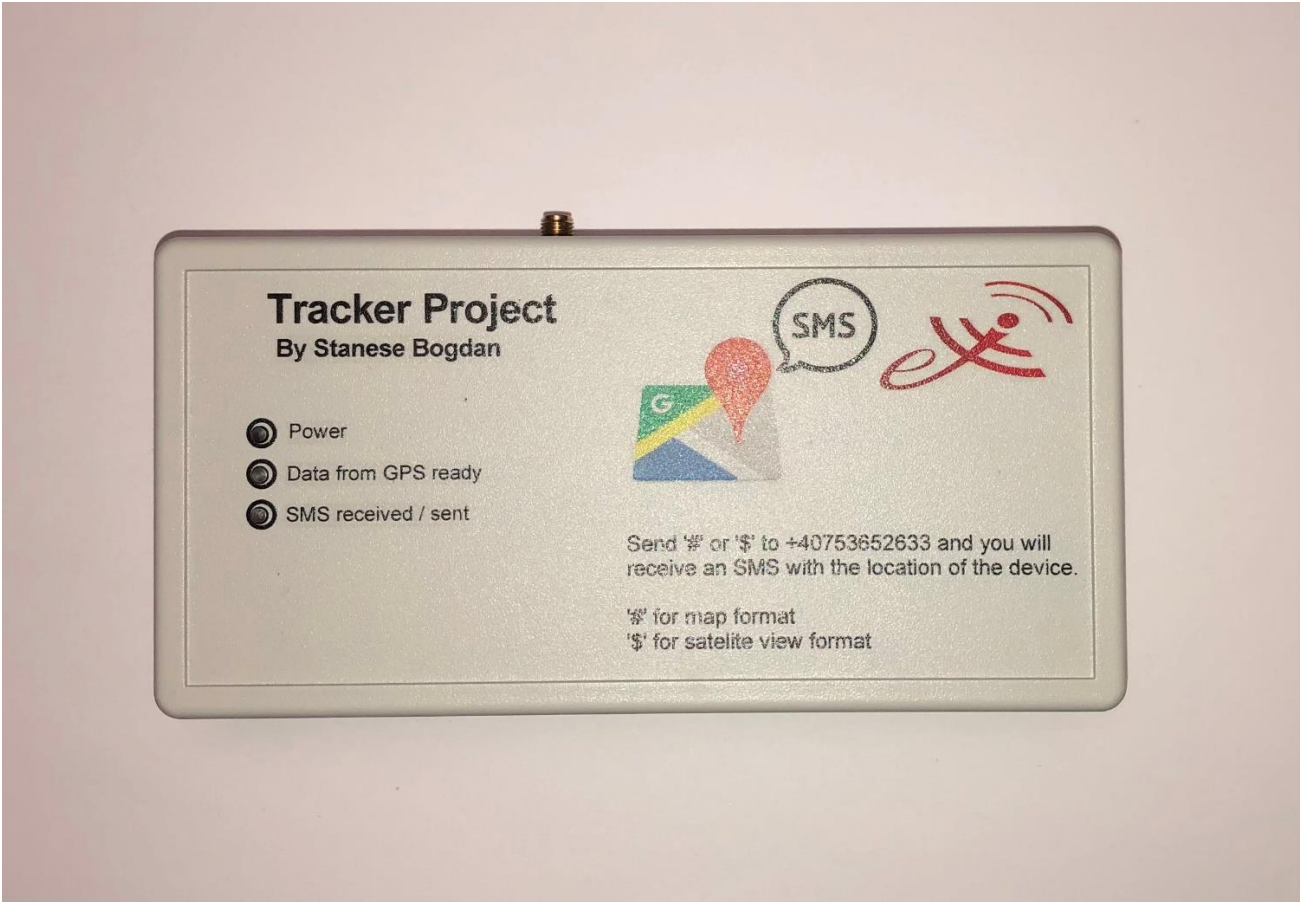 Tracker Project
By Stanese Bogdan
Power
Data from GPS ready
SMS received / sent
SMS
G
Send '#' or '$' to +40753652633 and you will
receive an SMS with the location of the device.
'#' for map format
'$' for satelite view format